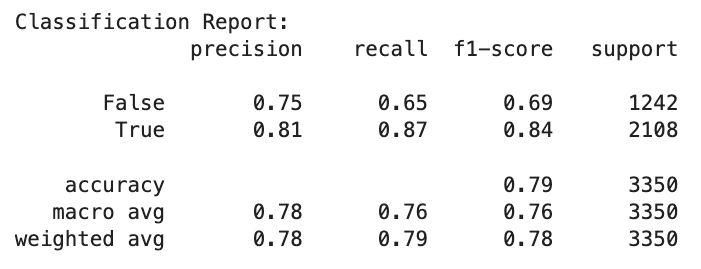 Classification Report:
precision recall f1-score support
False 0.75 0.65 0.69 1242
True 0.81 0.87 0.84 2108
accuracy 0.79 3350
macro avg 0.78 0.76 0.76 3350
weighted avg 0.78 0.79 0.78 3350